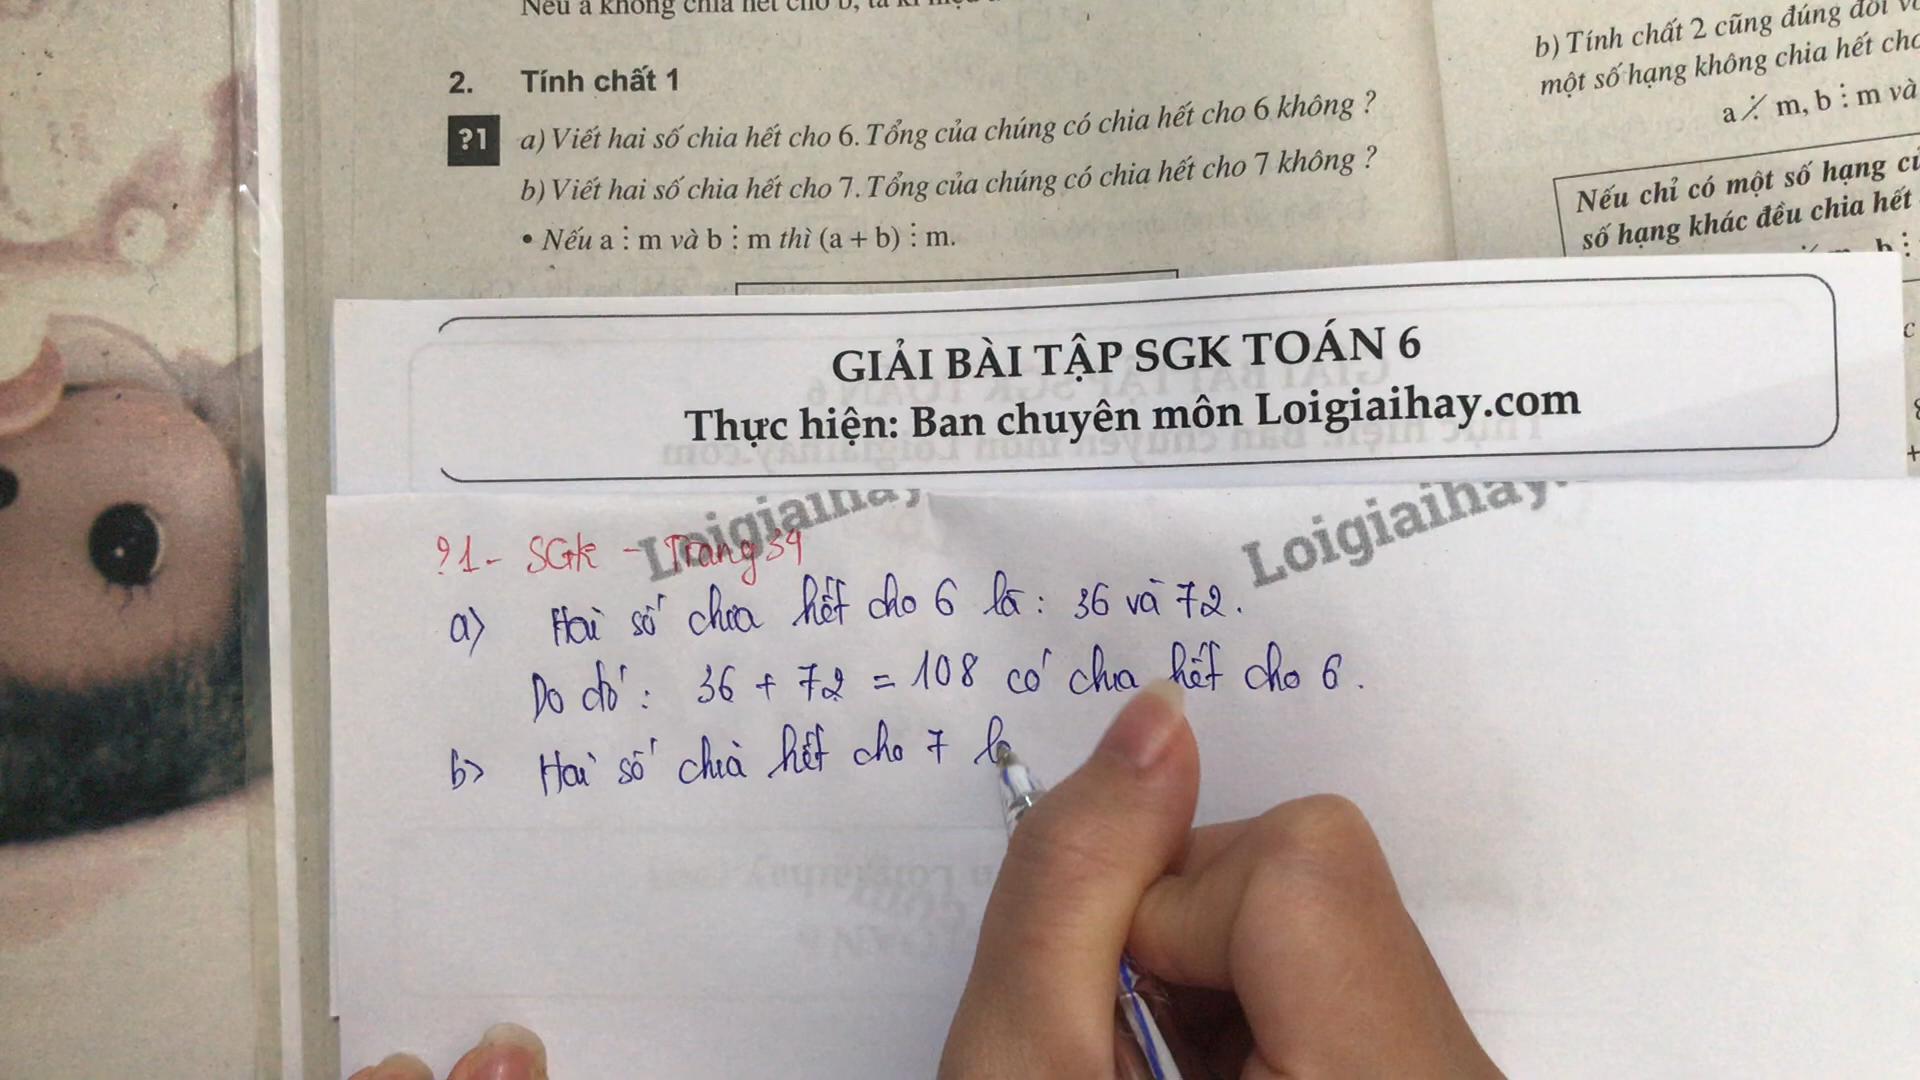 2. Tính chất 1
?1 a) Viết hai số chia hết cho 6. Tổng của chúng có chia hết cho 6 không ?
b) Viết hai số chia hết cho 7. Tổng của chúng có chia hết cho 7 không ?
• Nếu a ⋮ m và b ⋮ m thì (a + b) ⋮ m.
b) Tính chất 2 cũng đúng đối
một số hạng không chia hết cho
a ⋮̸ m, b ⋮ m và
Nếu chỉ có một số hạng
số hạng khác đều chia hết
GIẢI BÀI TẬP SGK TOÁN 6
Thực hiện: Ban chuyên môn Loigiaihay.com
Loigiaihay
Loigiaihay.
?1 - SGK - Trang 34
a) Hai số chia hết cho 6 là : 36 và 72.
Do đó : 36 + 72 = 108 có chia hết cho 6.
b) Hai số chia hết cho 7 l